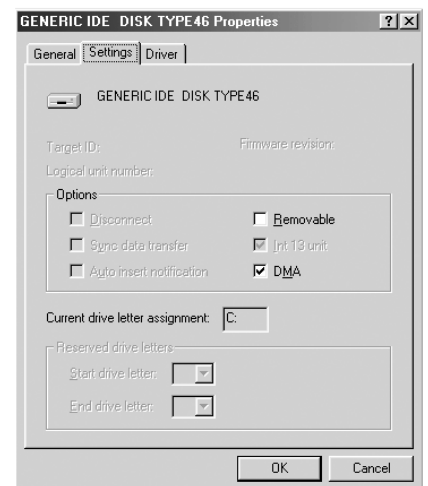 GENERIC IDE DISK TYPE46 Properties
General Settings Driver
GENERIC IDE DISK TYPE46
Target ID: Firmware revision:
Logical unit number:
Options
Disconnect Removable
Sync data transfer Int 13 unit
Auto insert notification DMA
Current drive letter assignment: C:
Reserved drive letters
Start drive letter:
End drive letter:
OK Cancel